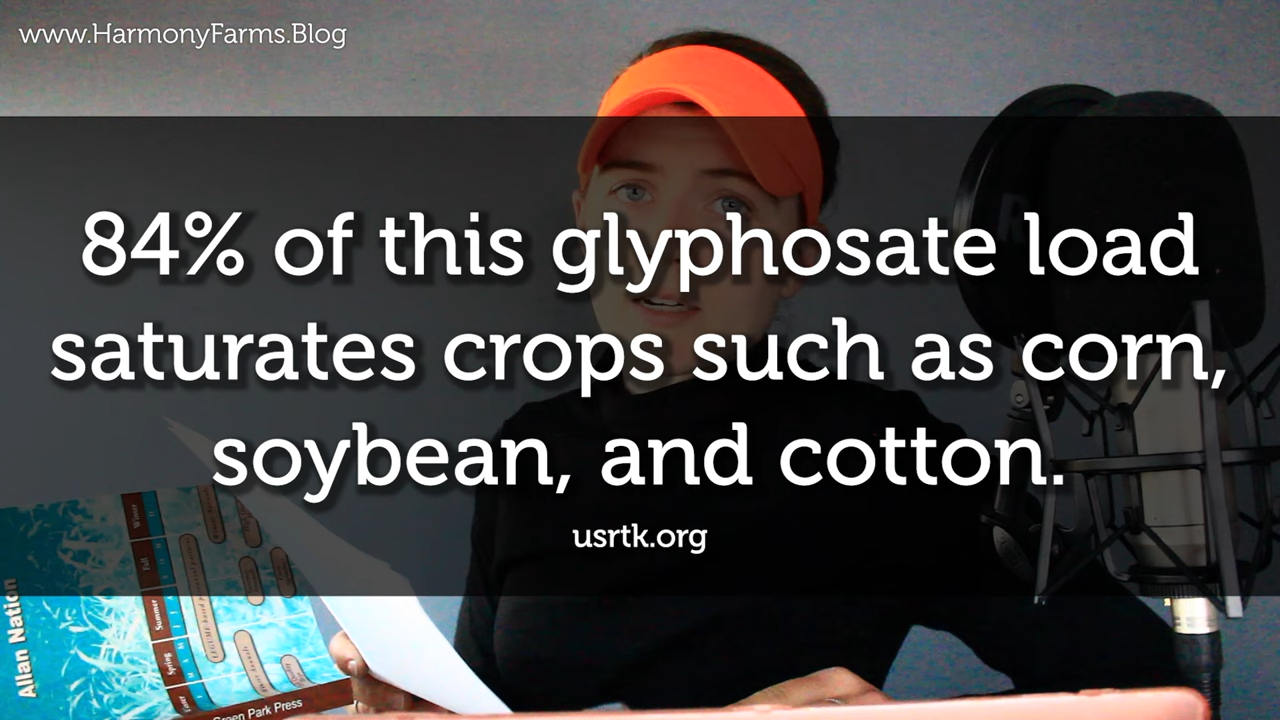 www.HarmonyFarms.Blog
84% of this glyphosate load
saturates crops such as corn,
soybean, and cotton.
usrtk.org
Allan Nation
Winter
Fall
Summer
Spring
Green Park Press